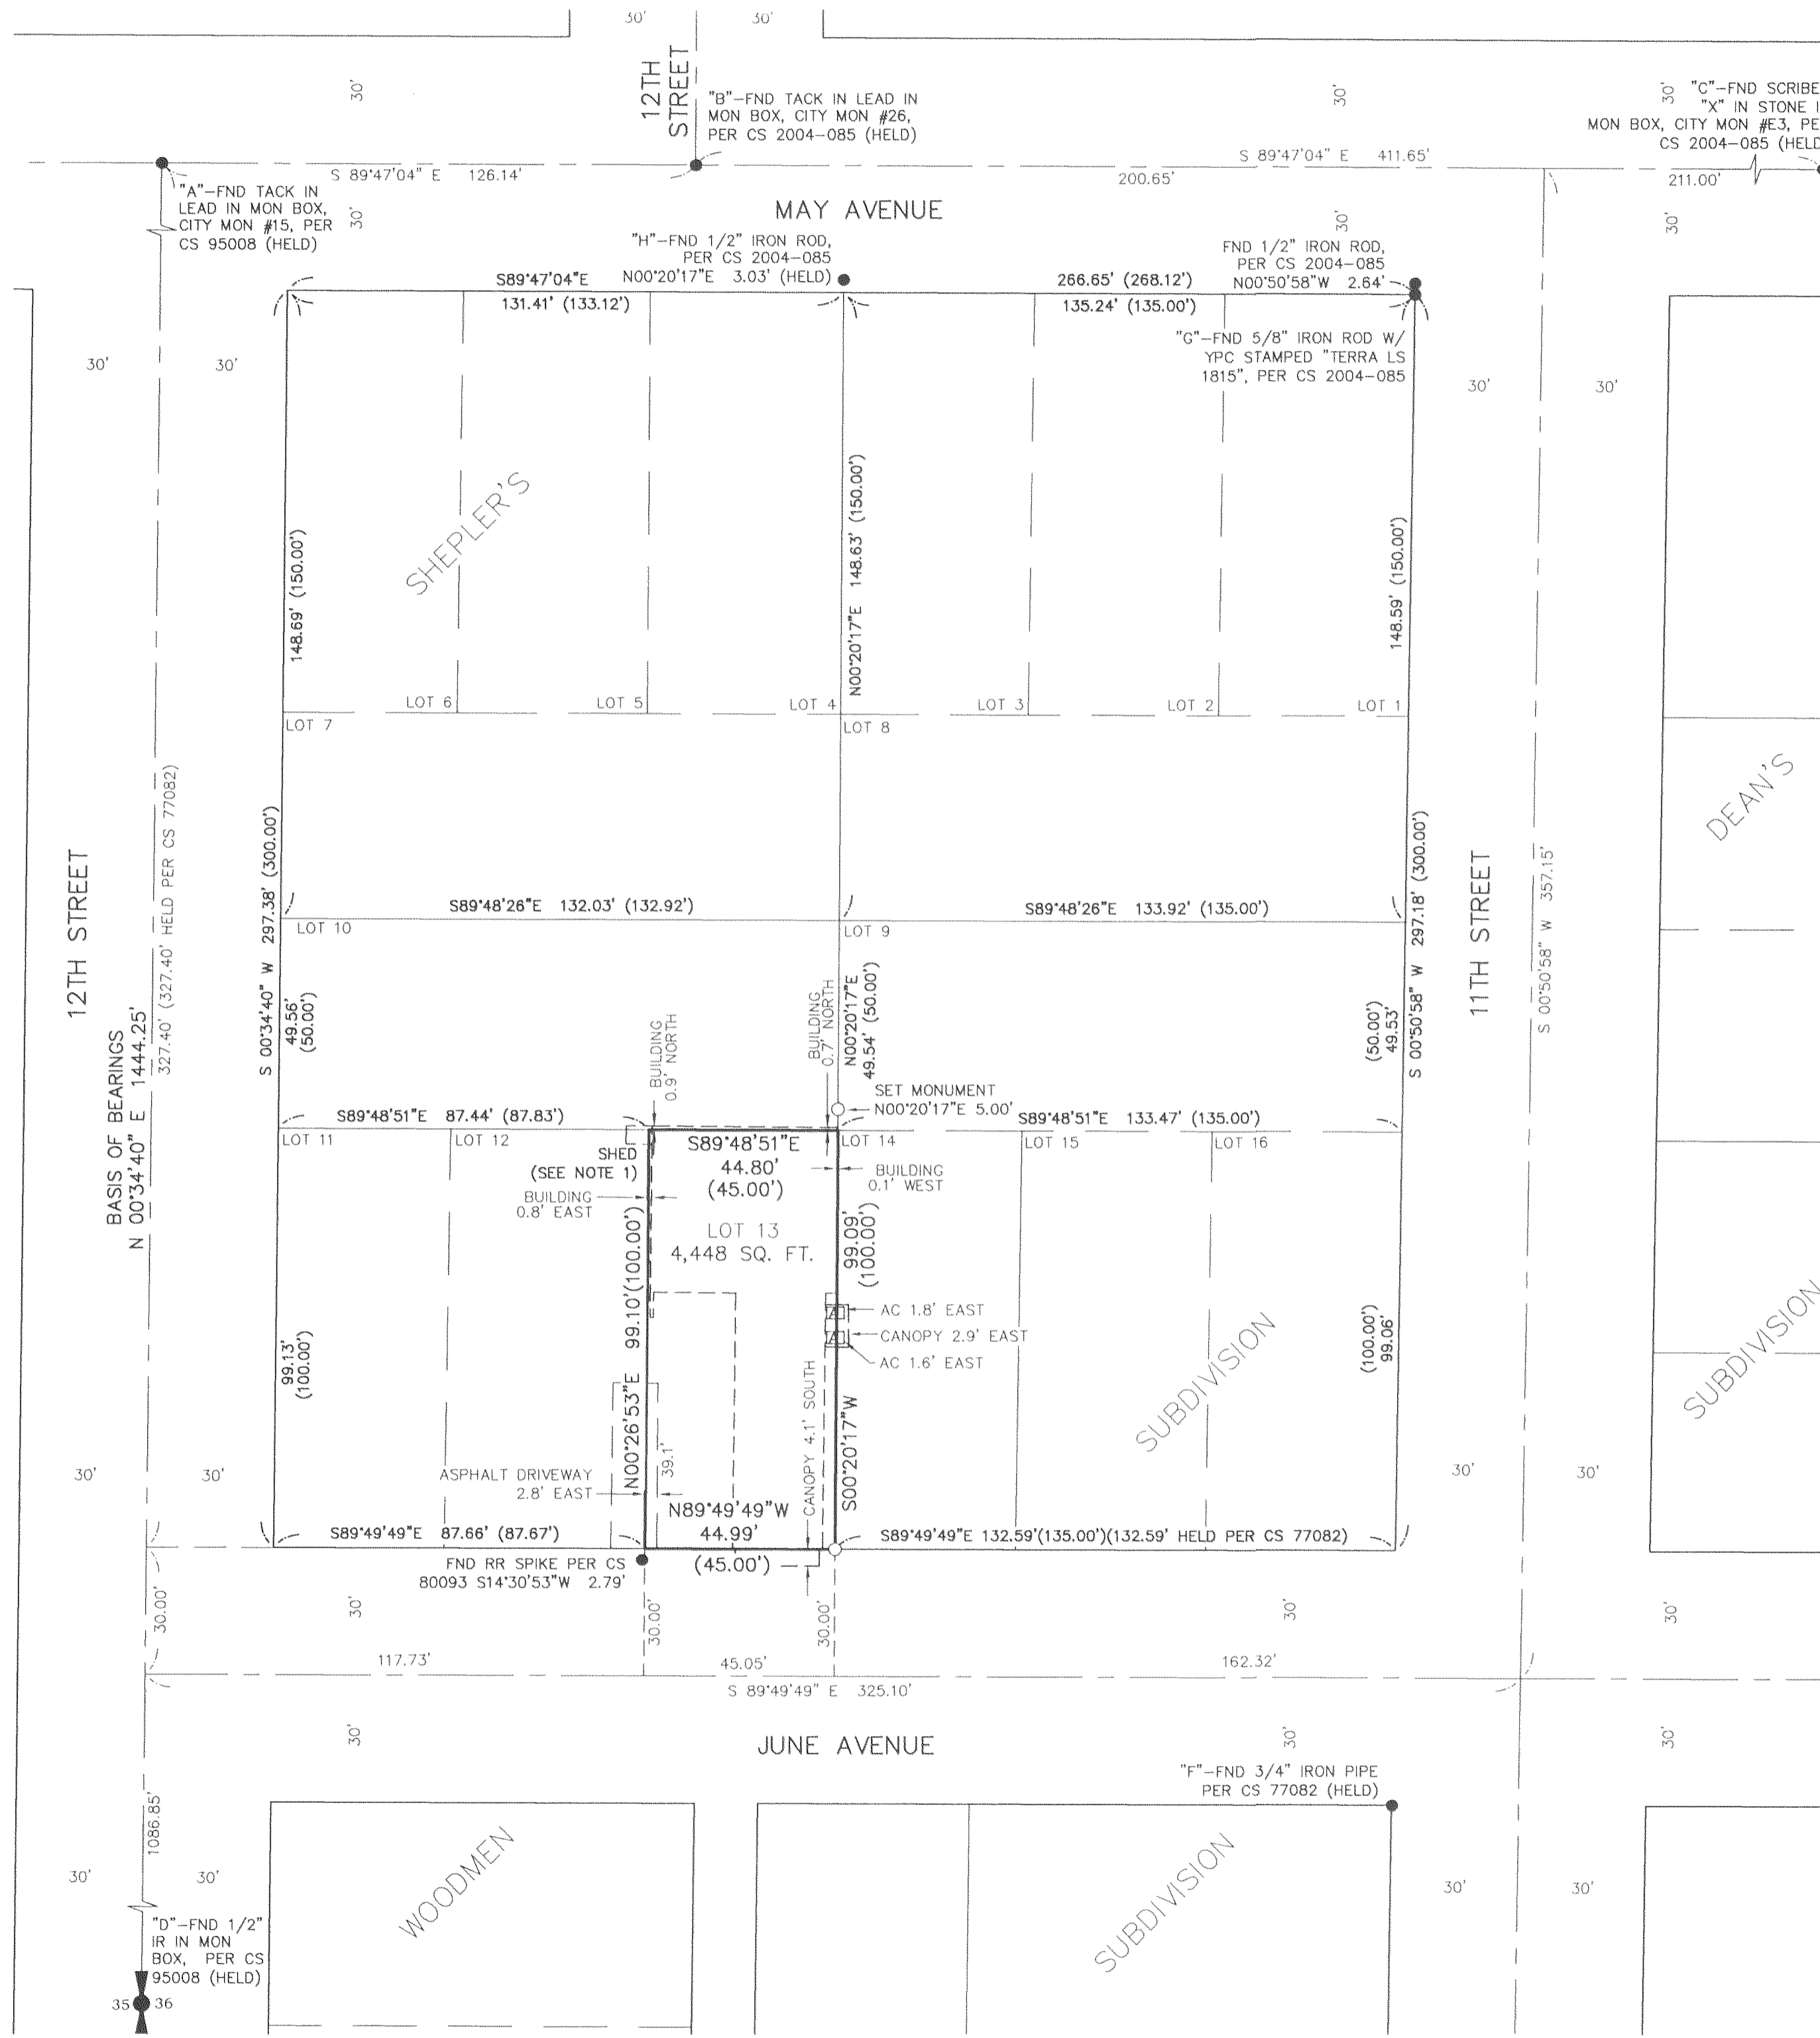 30'
30'
30'
12TH
STREET
"B"–FND TACK IN LEAD IN
MON BOX, CITY MON #26,
PER CS 2004–085 (HELD)
30'
30'
"C"–FND SCRIBE
"X" IN STONE I
MON BOX, CITY MON #E3, PE
CS 2004–085 (HELD
S 89°47'04" E 126.14'
S 89°47'04" E 411.65'
200.65'
211.00'
"A"–FND TACK IN
LEAD IN MON BOX,
CITY MON #15, PER
CS 95008 (HELD)
30'
MAY AVENUE
30'
30'
"H"–FND 1/2" IRON ROD,
PER CS 2004–085
N00°20'17"E 3.03' (HELD)
FND 1/2" IRON ROD,
PER CS 2004–085
N00°50'58"W 2.64'
S89°47'04"E
266.65' (268.12')
131.41' (133.12')
135.24' (135.00')
"G"–FND 5/8" IRON ROD W/
YPC STAMPED "TERRA LS
1815", PER CS 2004–085
30'
30'
30'
30'
SHEPLER'S
148.69' (150.00')
N00°20'17"E 148.63' (150.00')
148.59' (150.00')
LOT 6
LOT 5
LOT 4
LOT 3
LOT 2
LOT 1
LOT 7
LOT 8
DEAN'S
12TH STREET
BASIS OF BEARINGS
N 00°34'40" E 1444.25'
327.40' (327.40' HELD PER CS 77082)
S 00°34'40" W 297.38' (300.00')
S89°48'26"E 132.03' (132.92')
S89°48'26"E 133.92' (135.00')
S 00°50'58" W 297.18' (300.00')
11TH STREET
S 00°50'58" W 357.15'
LOT 10
LOT 9
49.56'
(50.00')
BUILDING
0.9' NORTH
BUILDING
0.7' NORTH
N00°20'17"E
49.54' (50.00')
(50.00')
49.53'
SET MONUMENT
N00°20'17"E 5.00'
S89°48'51"E 87.44' (87.83')
S89°48'51"E 133.47' (135.00')
LOT 11
LOT 12
S89°48'51"E
44.80'
(45.00')
LOT 14
LOT 15
LOT 16
SHED
(SEE NOTE 1)
BUILDING
0.8' EAST
BUILDING
0.1' WEST
LOT 13
4,448 SQ. FT.
N00°26'53"E 99.10'(100.00')
99.09'
(100.00')
S00°20'17"W
99.13'
(100.00')
(100.00')
99.06'
AC 1.8' EAST
CANOPY 2.9' EAST
AC 1.6' EAST
CANOPY 4.1' SOUTH
SUBDIVISION
SUBDIVISION
39.1'
30'
30'
ASPHALT DRIVEWAY
2.8' EAST
30'
30'
N89°49'49"W
44.99'
(45.00')
S89°49'49"E 87.66' (87.67')
S89°49'49"E 132.59'(135.00')(132.59' HELD PER CS 77082)
FND RR SPIKE PER CS
80093 S14°30'53"W 2.79'
30.00'
30'
30.00'
30.00'
30'
30'
117.73'
45.05'
162.32'
S 89°49'49" E 325.10'
30'
JUNE AVENUE
30'
30'
"F"–FND 3/4" IRON PIPE
PER CS 77082 (HELD)
1086.85'
30'
30'
WOODMEN
SUBDIVISION
30'
30'
"D"–FND 1/2"
IR IN MON
BOX, PER CS
95008 (HELD)
35
36